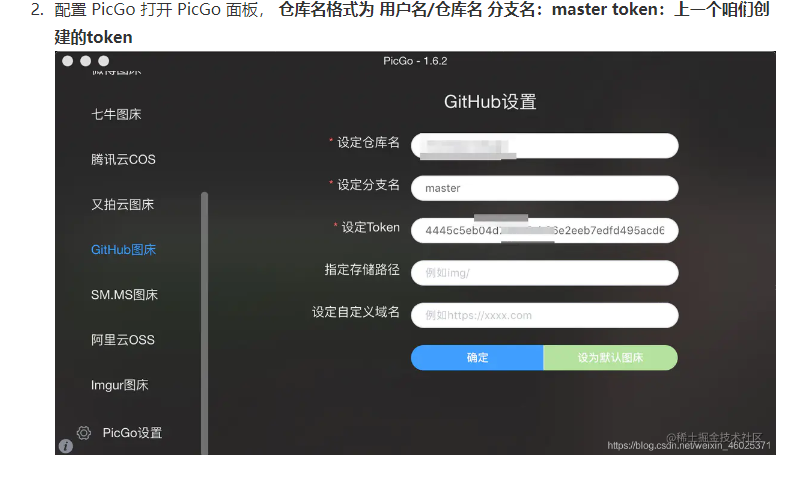 2. 配置 PicGo 打开 PicGo 面板， 仓库名格式为 用户名/仓库名 分支名：master token：上一个咱们创
建的token
PicGo - 1.6.2
微博图床
GitHub设置
七牛图床
* 设定仓库名
腾讯云COS
* 设定分支名
master
又拍云图床
* 设定Token
GitHub图床
指定存储路径
例如img/
SM.MS图床
设定自定义域名
例如https://xxxx.com
阿里云OSS
确定
设为默认图床
Imgur图床
PicGo设置
@稀土掘金技术社区
https://blog.csdn.net/weixin_46025371